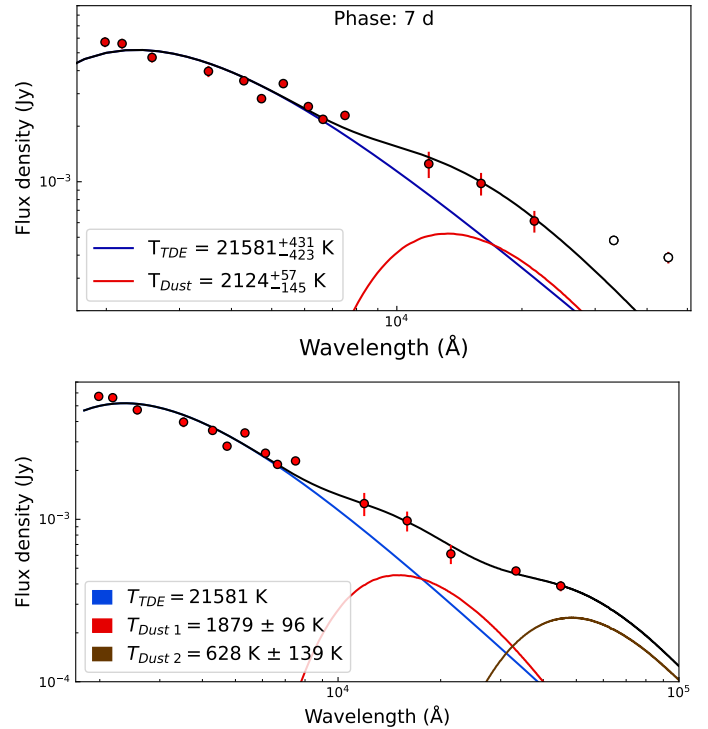 Phase: 7 d
Flux density (Jy)
10⁻³
T_TDE = 21581⁺⁴³¹₋₄₂₃ K
T_Dust = 2124⁺⁵⁷₋₁₄₅ K
10⁴
Wavelength (Å)
Flux density (Jy)
10⁻³
T_TDE = 21581 K
T_Dust 1 = 1879 ± 96 K
T_Dust 2 = 628 K ± 139 K
10⁻⁴
10⁴
10⁵
Wavelength (Å)